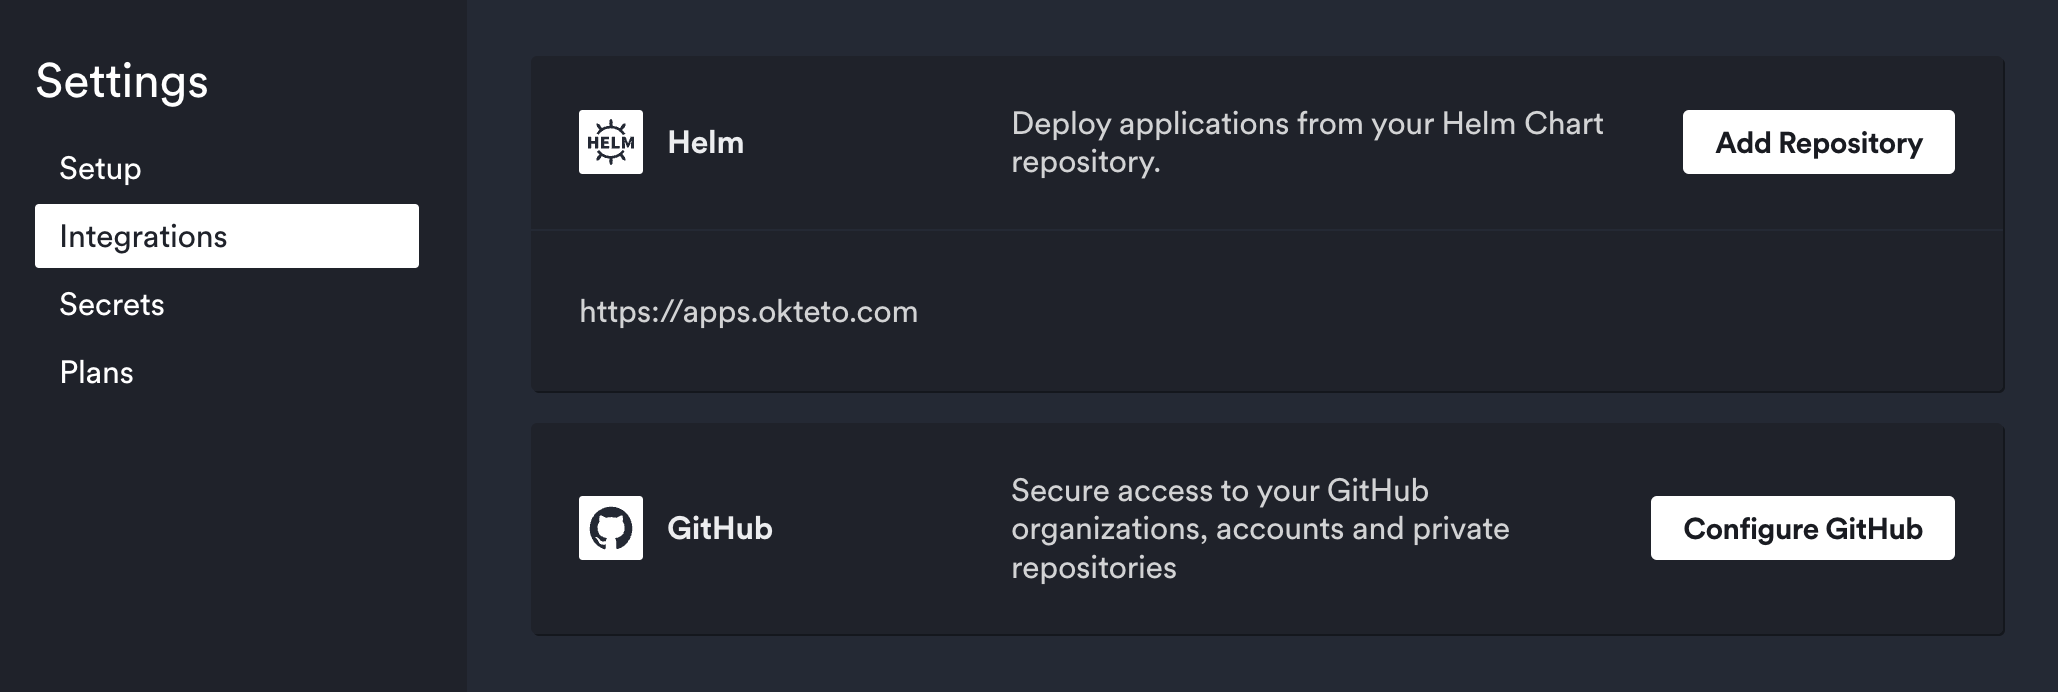 Settings
Setup
Integrations
Secrets
Plans
HELM
Helm
Deploy applications from your Helm Chart
repository.
Add Repository
https://apps.okteto.com
GitHub
Secure access to your GitHub
organizations, accounts and private
repositories
Configure GitHub